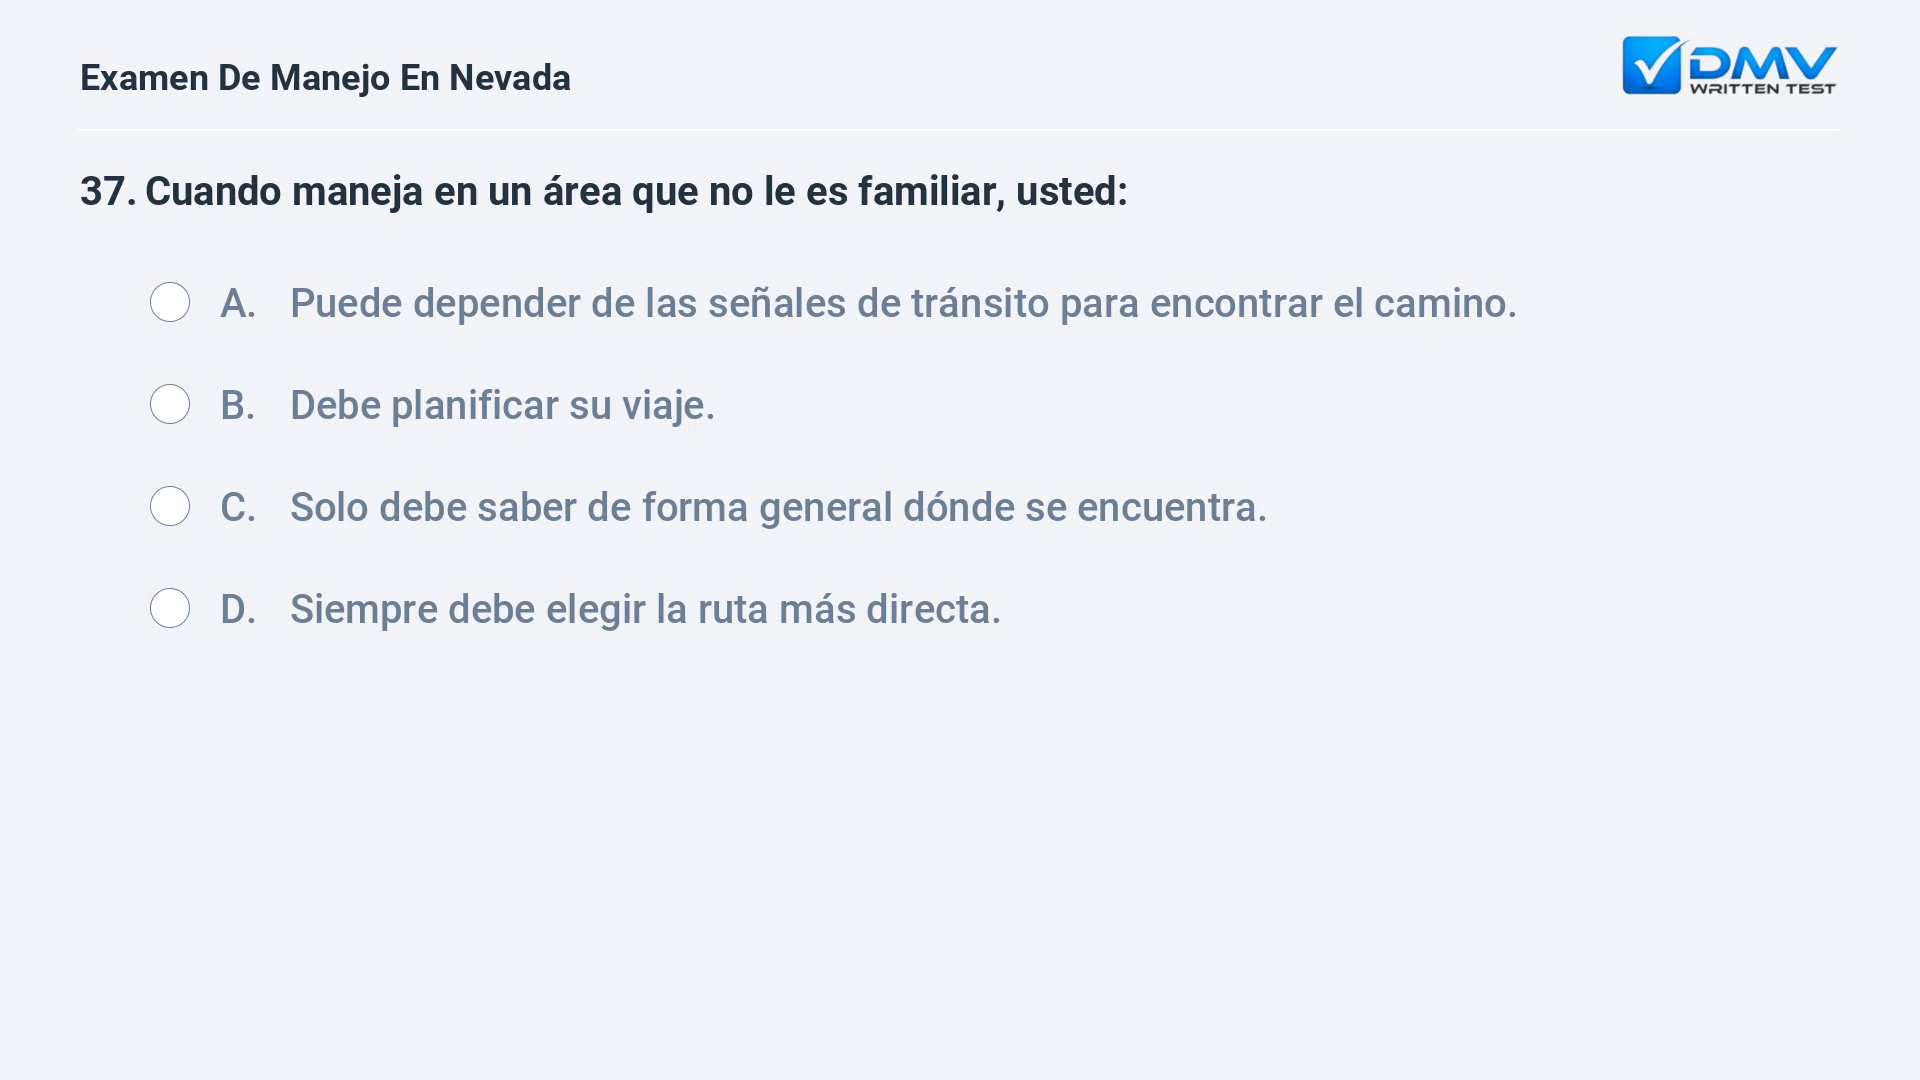 Examen De Manejo En Nevada
DMV
WRITTEN TEST
37. Cuando maneja en un área que no le es familiar, usted:
A. Puede depender de las señales de tránsito para encontrar el camino.
B. Debe planificar su viaje.
C. Solo debe saber de forma general dónde se encuentra.
D. Siempre debe elegir la ruta más directa.